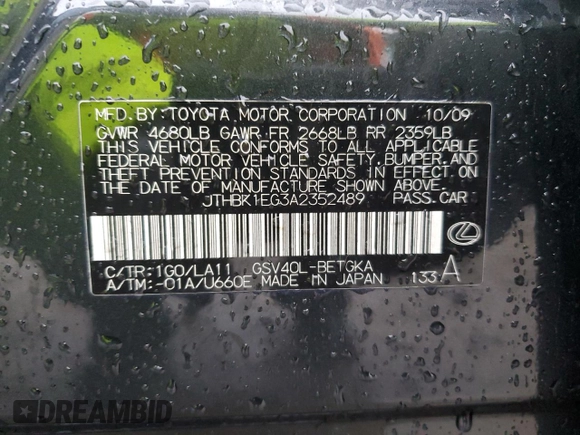 MFD.BY:TOYOTA MOTOR CORPORATION 10/09
GVWR 4680LB GAWR FR 2668LB RR 2359LB
THIS VEHICLE CONFORMS TO ALL APPLICABLE
FEDERAL MOTOR VEHICLE SAFETY, BUMPER, AND
THEFT PREVENTION STANDARDS IN EFFECT ON
THE DATE OF MANUFACTURE SHOWN ABOVE.
JTHBK1EG3A2352489 PASS.CAR
C/TR:1G0/LA11 GSV40L-BETGKA
A/TM:-01A/U660E MADE IN JAPAN 133 A
DREAMBID